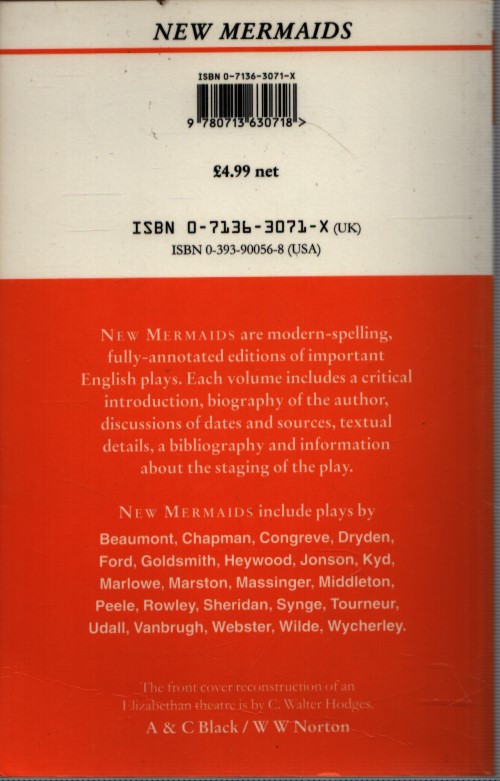 NEW MERMAIDS
ISBN 0-7136-3071-X
9 780713 630718 >
£4.99 net
ISBN 0-7136-3071-X (UK)
ISBN 0-393-90056-8 (USA)
NEW MERMAIDS are modern-spelling,
fully-annotated editions of important
English plays. Each volume includes a critical
introduction, biography of the author,
discussions of dates and sources, textual
details, a bibliography and information
about the staging of the play.
NEW MERMAIDS include plays by
Beaumont, Chapman, Congreve, Dryden,
Ford, Goldsmith, Heywood, Jonson, Kyd,
Marlowe, Marston, Massinger, Middleton,
Peele, Rowley, Sheridan, Synge, Tourneur,
Udall, Vanbrugh, Webster, Wilde, Wycherley.
The front cover reconstruction of an
Elizabethan theatre is by C. Walter Hodges.
A & C Black / W W Norton